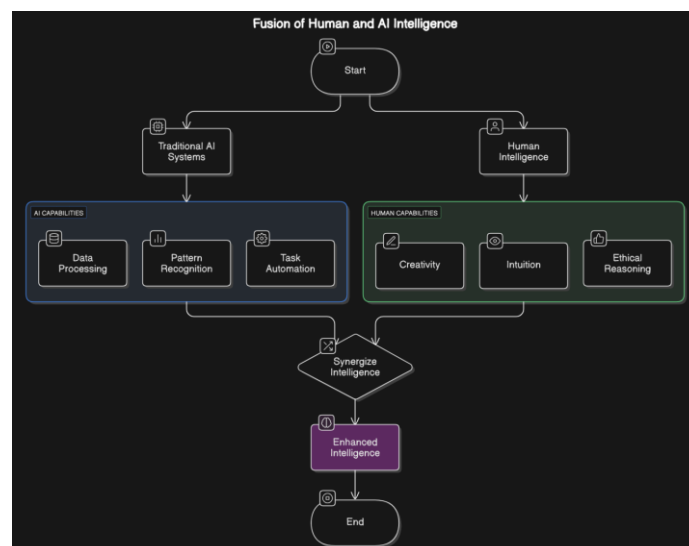 Fusion of Human and AI Intelligence
Start
Traditional AI
Systems
Human
Intelligence
AI CAPABILITIES
Data
Processing
Pattern
Recognition
Task
Automation
HUMAN CAPABILITIES
Creativity
Intuition
Ethical
Reasoning
Synergize
Intelligence
Enhanced
Intelligence
End